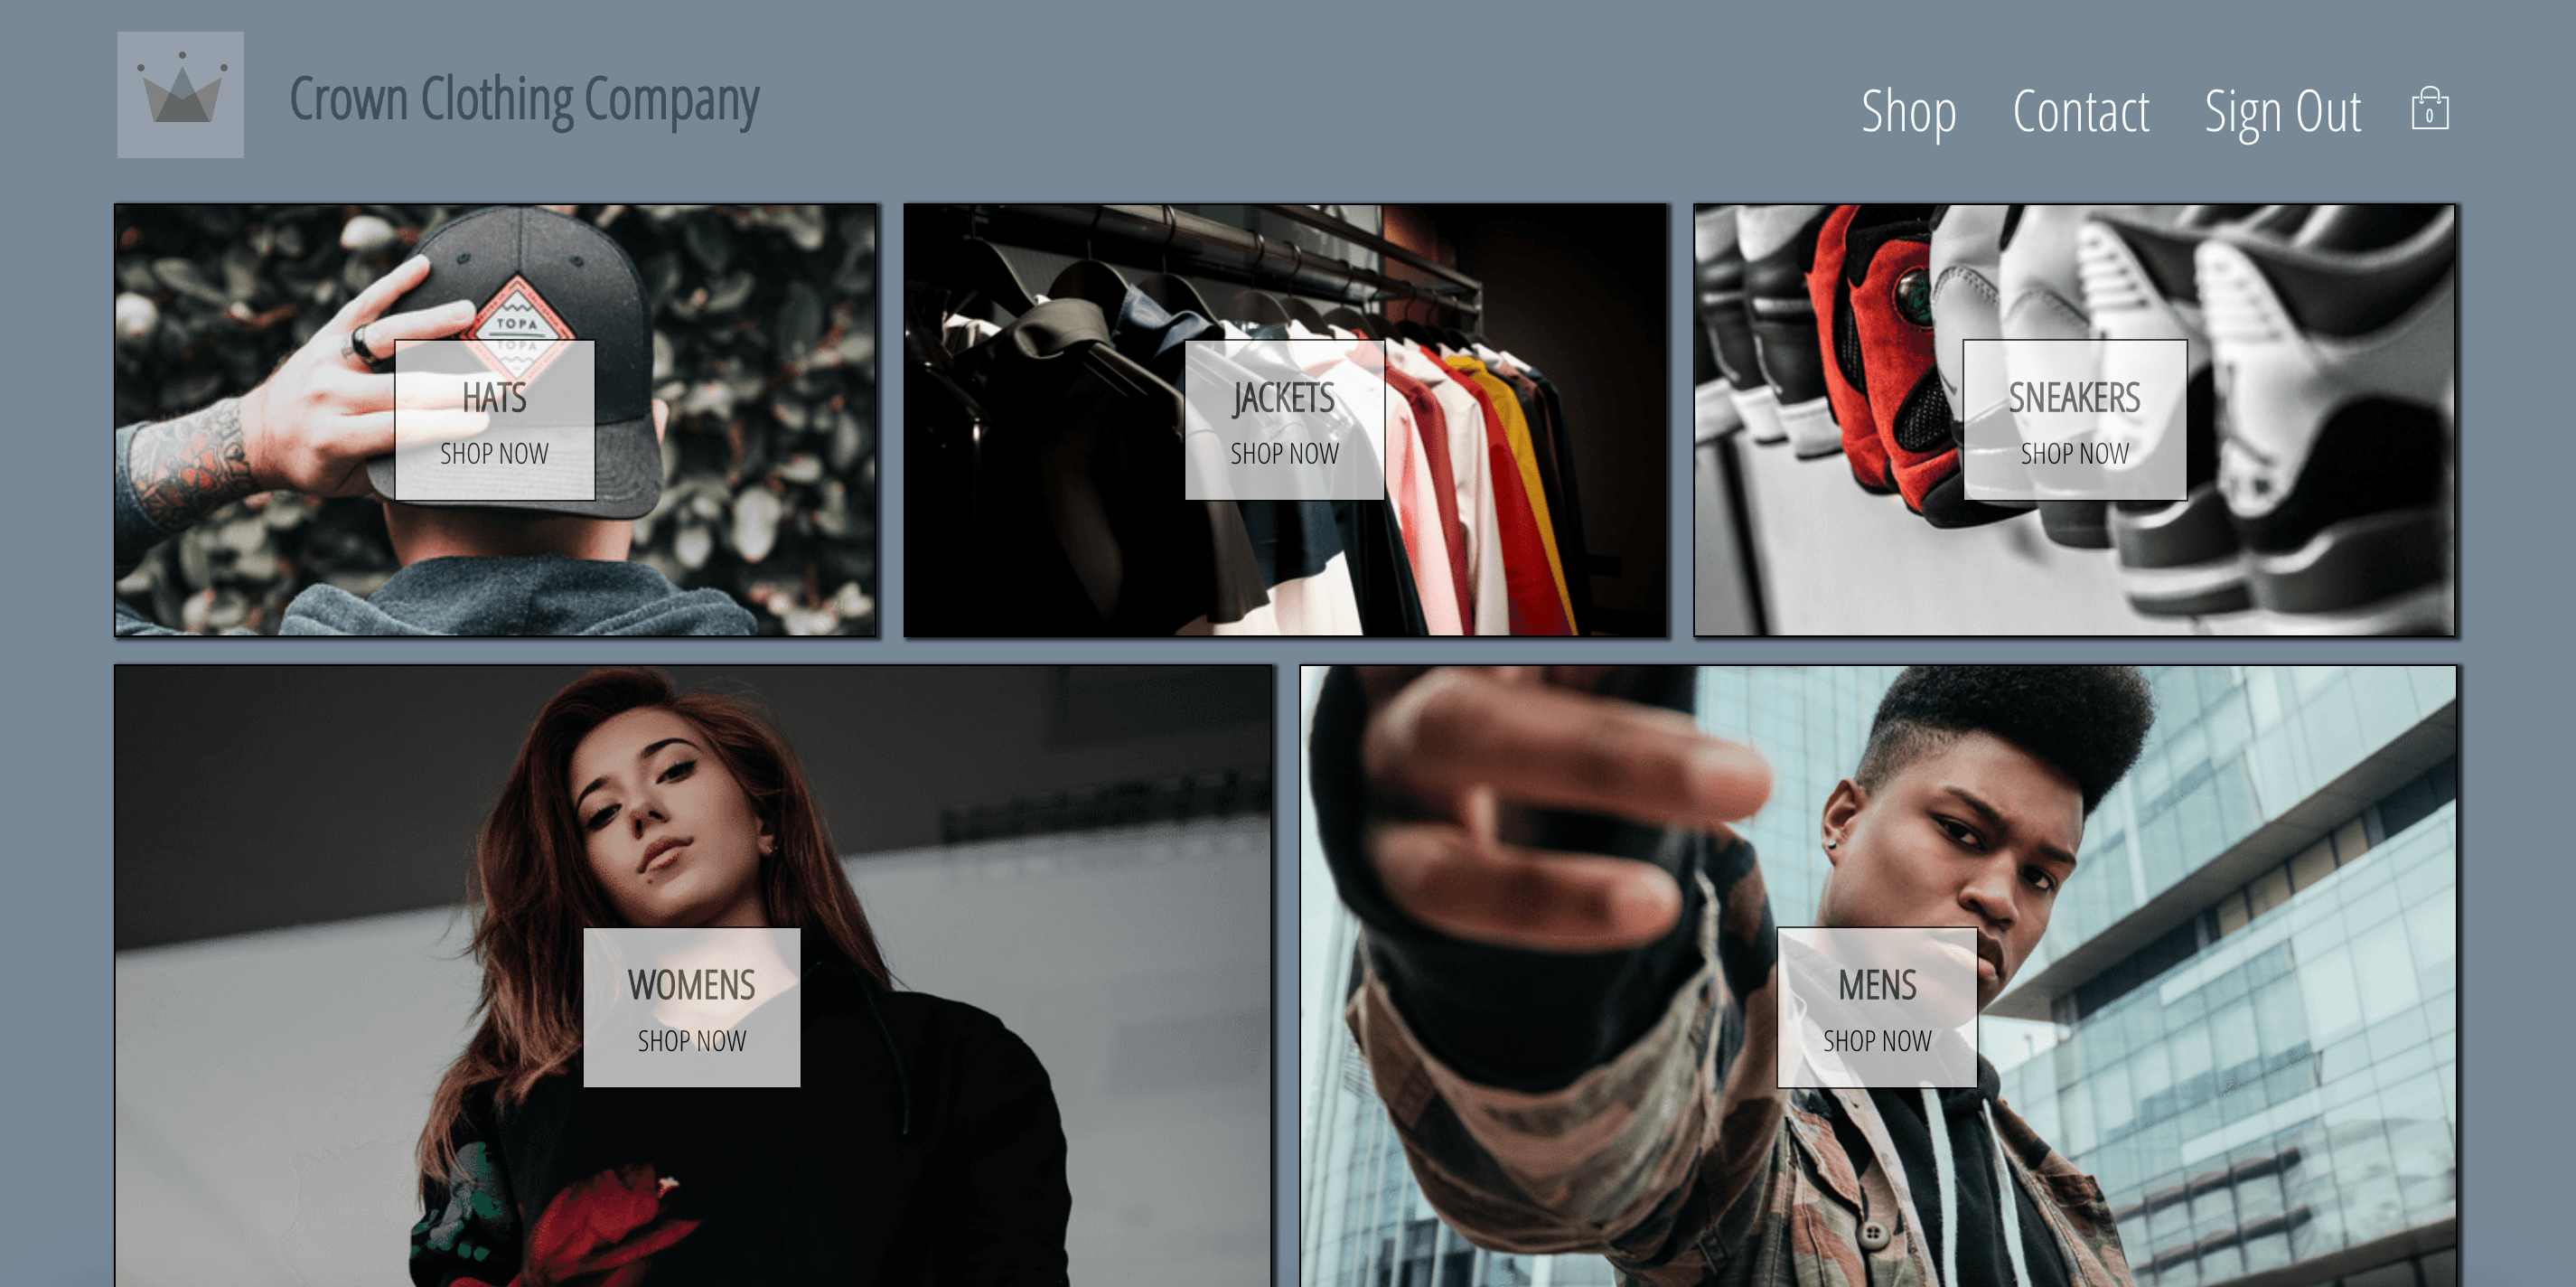 Crown Clothing Company
Shop Contact Sign Out 0
TOPA
TOPA
HATS
SHOP NOW
JACKETS
SHOP NOW
SNEAKERS
SHOP NOW
WOMENS
SHOP NOW
MENS
SHOP NOW